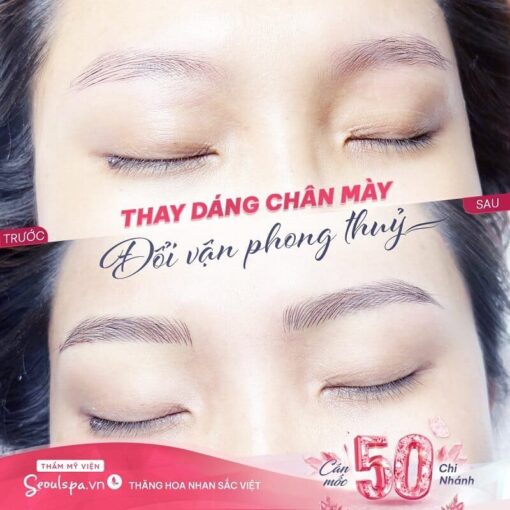 THAY DÁNG CHÂN MÀY
TRƯỚC
SAU
Đổi vận phong thuỷ
THẨM MỸ VIỆN
Seoulspa.vn
THĂNG HOA NHAN SẮC VIỆT
Cán mốc
50
Chi Nhánh